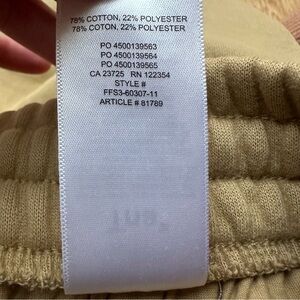 78% COTTON, 22% POLYESTER
78% COTON, 22% POLYESTER
PO 4500139563
PO 4500139564
PO 4500139565
CA 23725 RN 122354
STYLE #
FFS3-60307-11
ARTICLE # 81789